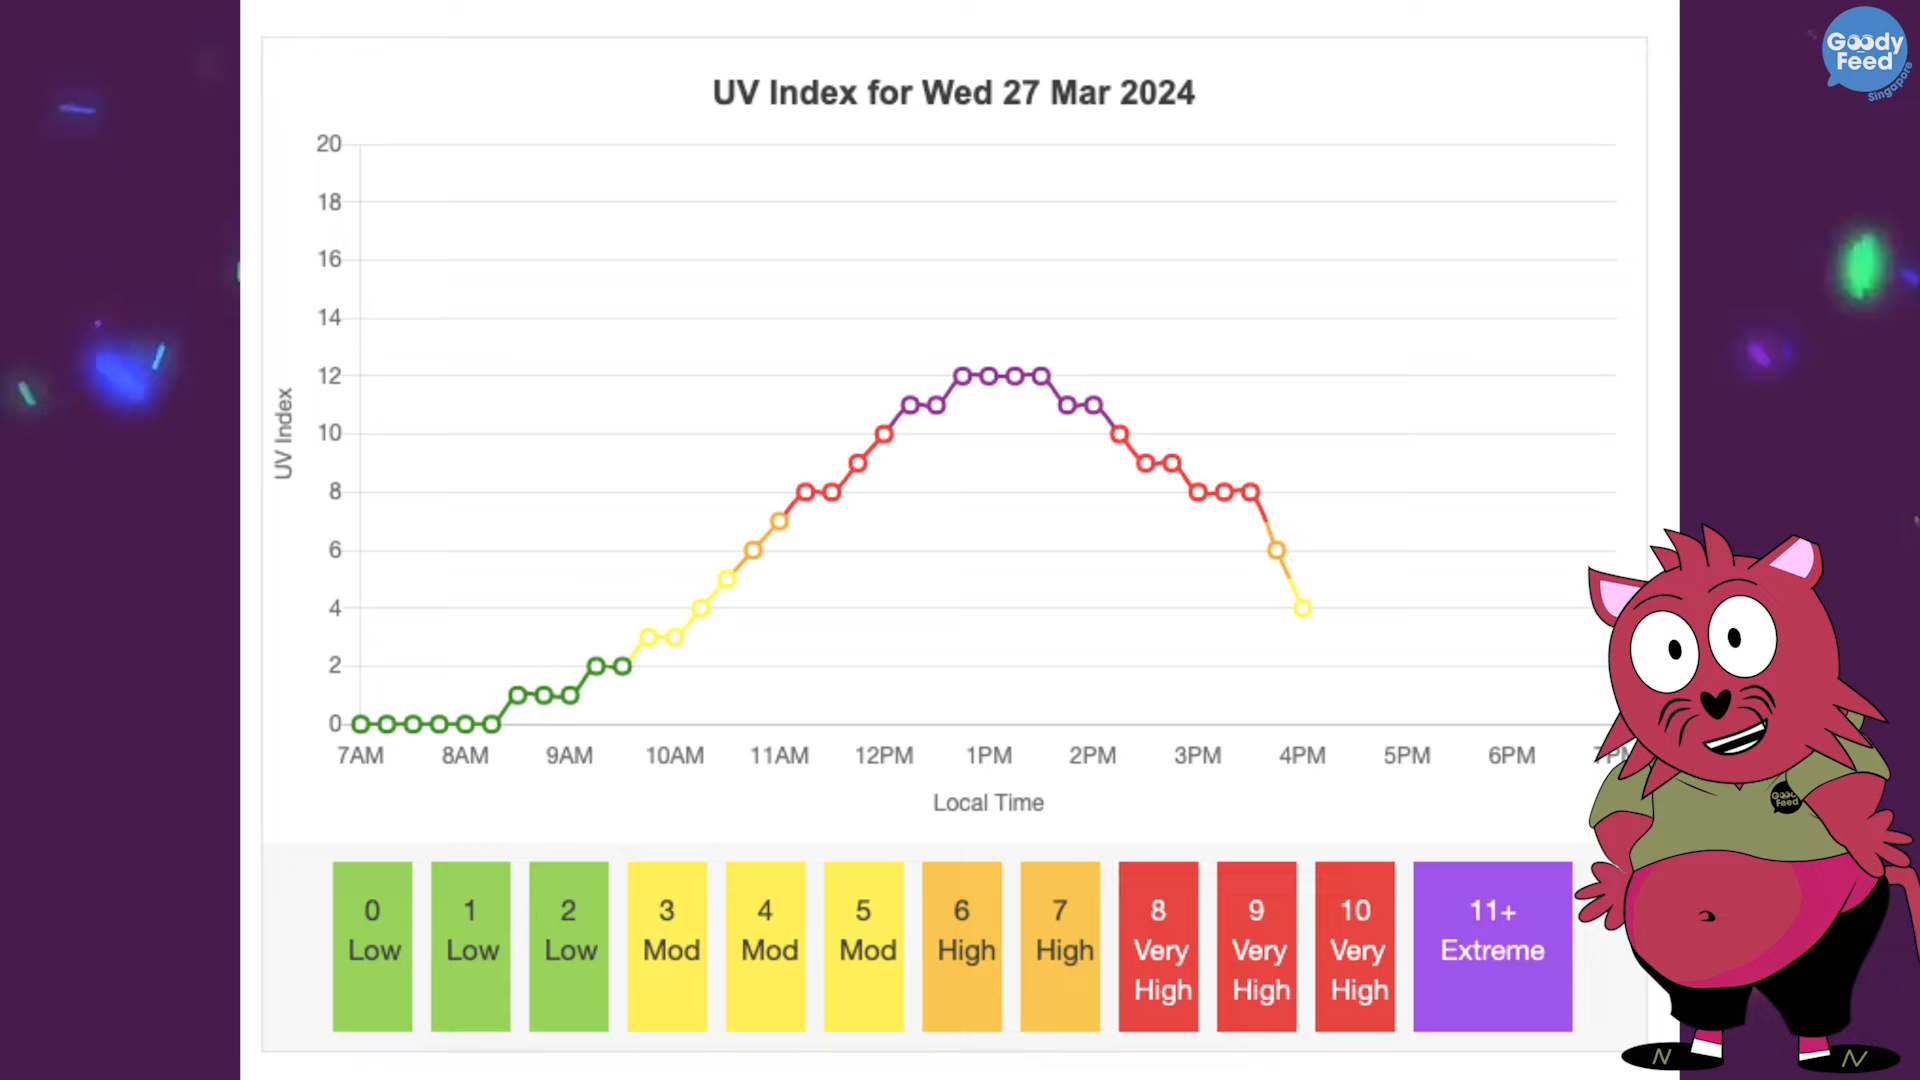 Goody
Feed
Singapore
UV Index for Wed 27 Mar 2024
20
18
16
14
12
10
8
6
4
2
0
UV Index
7AM 8AM 9AM 10AM 11AM 12PM 1PM 2PM 3PM 4PM 5PM 6PM 7PM
Local Time
0 1 2 3 4 5 6 7 8 9 10 11+
Low Low Low Mod Mod Mod High High Very Very Very Extreme
High High High
Goody
Feed
N N